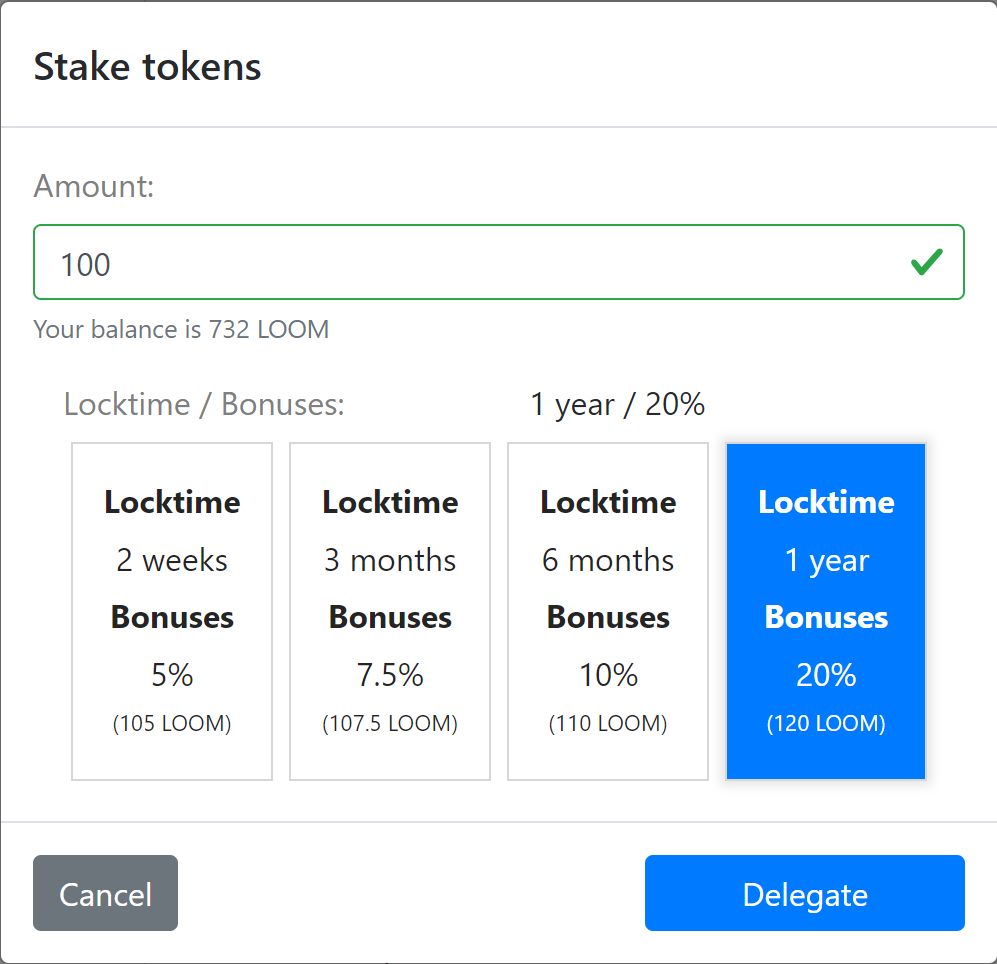 Stake tokens
Amount:
100
Your balance is 732 LOOM
Locktime / Bonuses: 1 year / 20%
Locktime
2 weeks
Bonuses
5%
(105 LOOM)
Locktime
3 months
Bonuses
7.5%
(107.5 LOOM)
Locktime
6 months
Bonuses
10%
(110 LOOM)
Locktime
1 year
Bonuses
20%
(120 LOOM)
Cancel
Delegate